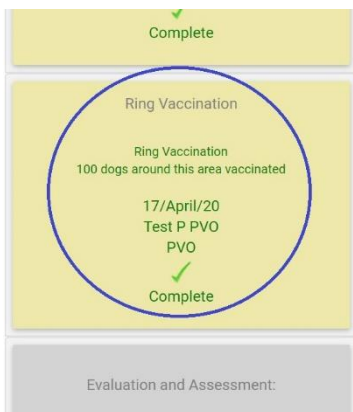 Complete
Ring Vaccination
Ring Vaccination
100 dogs around this area vaccinated
17/April/20
Test P PVO
PVO
Complete
Evaluation and Assessment: